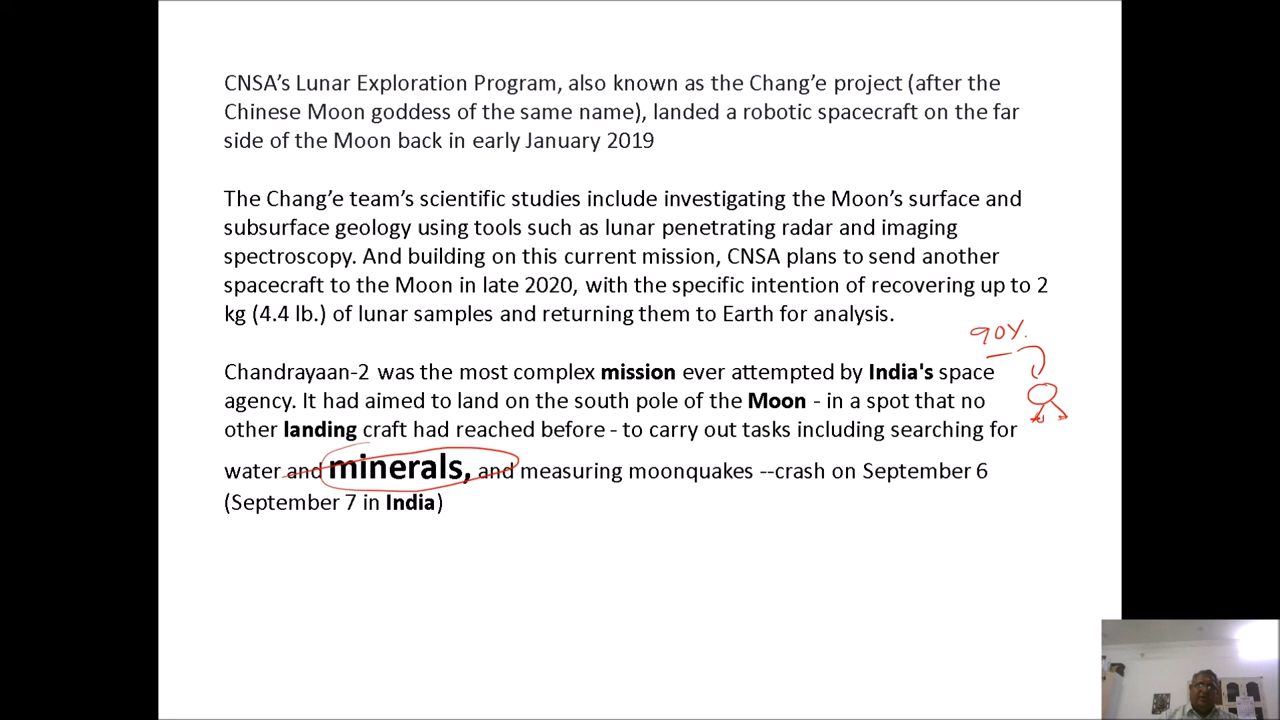 CNSA’s Lunar Exploration Program, also known as the Chang’e project (after the
Chinese Moon goddess of the same name), landed a robotic spacecraft on the far
side of the Moon back in early January 2019
The Chang’e team’s scientific studies include investigating the Moon’s surface and
subsurface geology using tools such as lunar penetrating radar and imaging
spectroscopy. And building on this current mission, CNSA plans to send another
spacecraft to the Moon in late 2020, with the specific intention of recovering up to 2
kg (4.4 lb.) of lunar samples and returning them to Earth for analysis.
90%.
Chandrayaan-2 was the most complex mission ever attempted by India's space
agency. It had aimed to land on the south pole of the Moon - in a spot that no
other landing craft had reached before - to carry out tasks including searching for
water and minerals, and measuring moonquakes --crash on September 6
(September 7 in India)